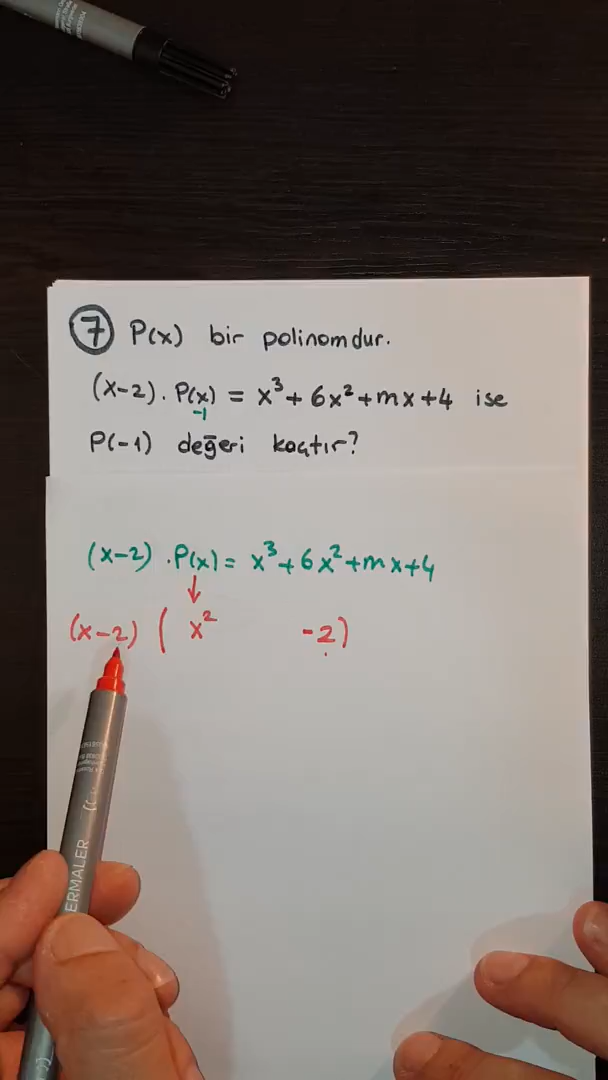 7 P(x) bir polinomdur.
(x-2). P(x) = x³+ 6x²+mx+4 ise
-1
P(-1) değeri kaçtır?
(x-2) .P(x)= x³+6x²+mx+4
↓
(x-2) ( x² -2)
ERMALER